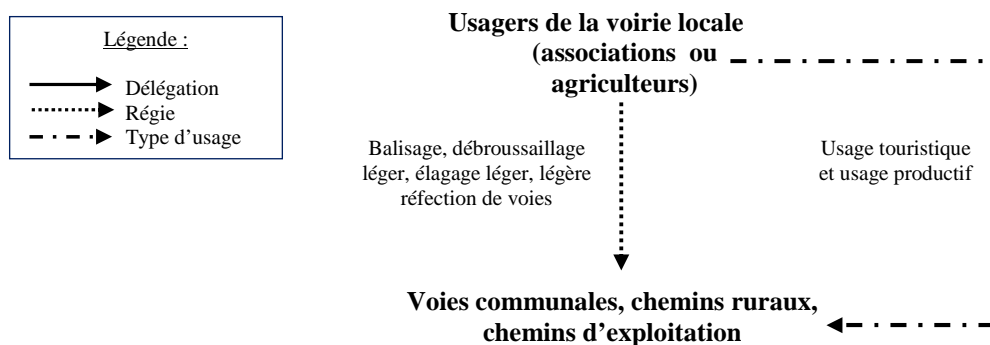 Légende :
Délégation
Régie
Type d'usage
Usagers de la voirie locale
(associations ou
agriculteurs)
Balisage, débroussaillage
léger, élagage léger, légère
réfection de voies
Usage touristique
et usage productif
Voies communales, chemins ruraux,
chemins d'exploitation